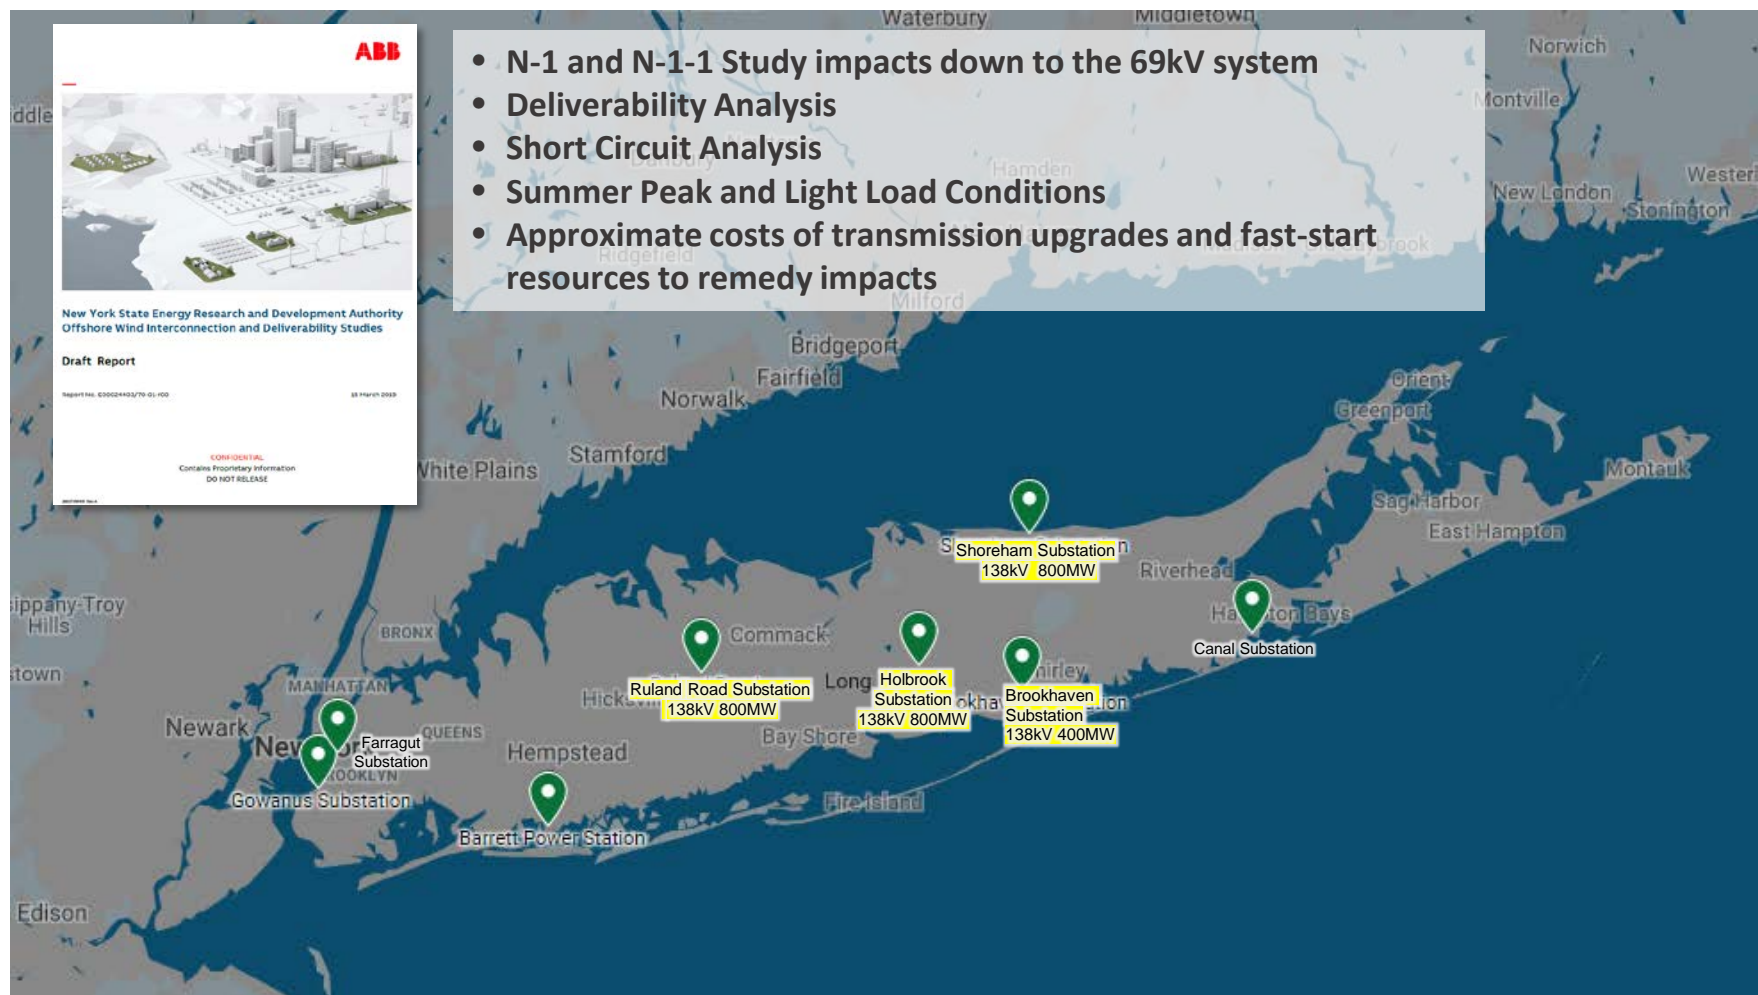 ABB
New York State Energy Research and Development Authority
Offshore Wind Interconnection and Deliverability Studies
Draft Report
CONFIDENTIAL
Contains Proprietary Information
DO NOT RELEASE
• N-1 and N-1-1 Study impacts down to the 69kV system
• Deliverability Analysis
• Short Circuit Analysis
• Summer Peak and Light Load Conditions
• Approximate costs of transmission upgrades and fast-start
resources to remedy impacts
Waterbury
Middletown
Norwich
Montville
Westerl
New London
Stonington
Danbury
Hamden
Ridgefield
Milford
Bridgeport
Fairfield
Norwalk
Stamford
White Plains
Orient
Greenport
Montauk
Sag Harbor
East Hampton
Shoreham Substation
138kV 800MW
Riverhead
Canal Substation
Commack
Ruland Road Substation
138kV 800MW
Long
Holbrook
Substation
138kV 800MW
Brookhaven
Substation
138kV 400MW
Bay Shore
Fire Island
ippany-Troy
Hills
stown
BRONX
MANHATTAN
Newark
QUEENS
Farragut
Substation
Gowanus Substation
Hempstead
Barrett Power Station
Edison